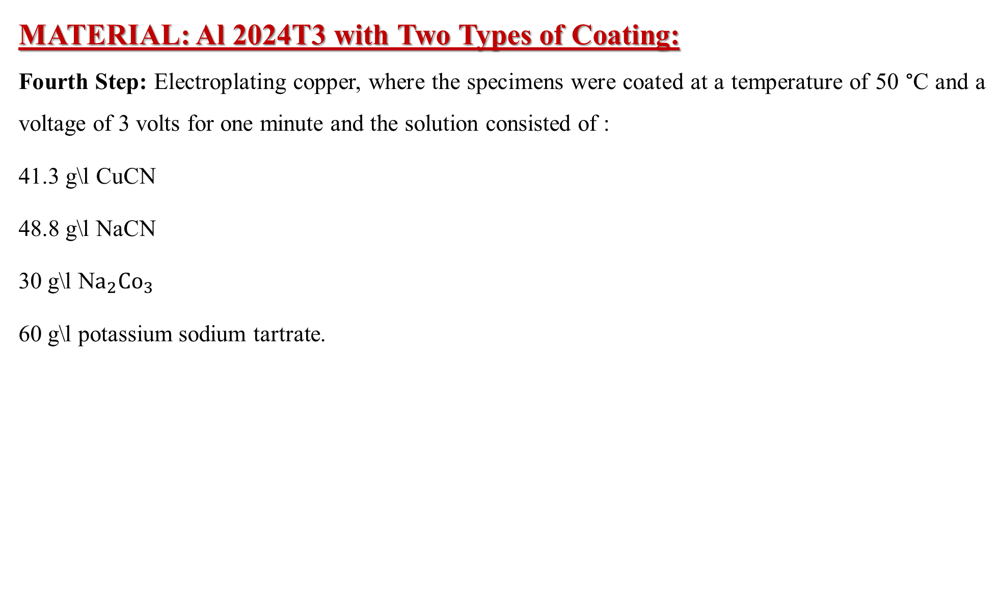 MATERIAL: Al 2024T3 with Two Types of Coating:
Fourth Step: Electroplating copper, where the specimens were coated at a temperature of 50 °C and a
voltage of 3 volts for one minute and the solution consisted of :
41.3 g\l CuCN
48.8 g\l NaCN
30 g\l Na₂Co₃
60 g\l potassium sodium tartrate.